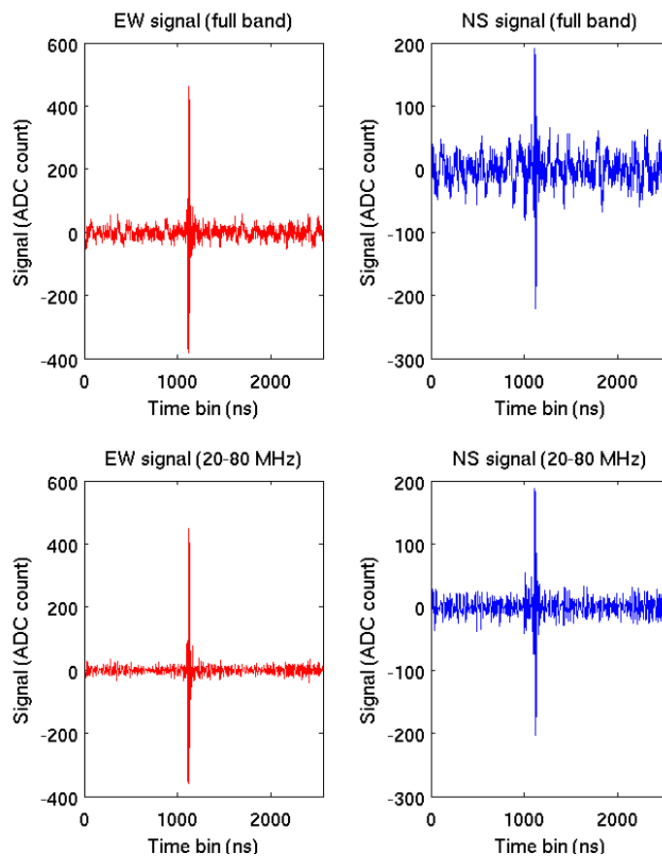 EW signal (full band)
600
400
200
0
-200
-400
Signal (ADC count)
0 1000 2000
Time bin (ns)
NS signal (full band)
200
100
0
-100
-200
-300
Signal (ADC count)
0 1000 2000
Time bin (ns)
EW signal (20-80 MHz)
600
400
200
0
-200
-400
Signal (ADC count)
0 1000 2000
Time bin (ns)
NS signal (20-80 MHz)
200
100
0
-100
-200
-300
Signal (ADC count)
0 1000 2000
Time bin (ns)